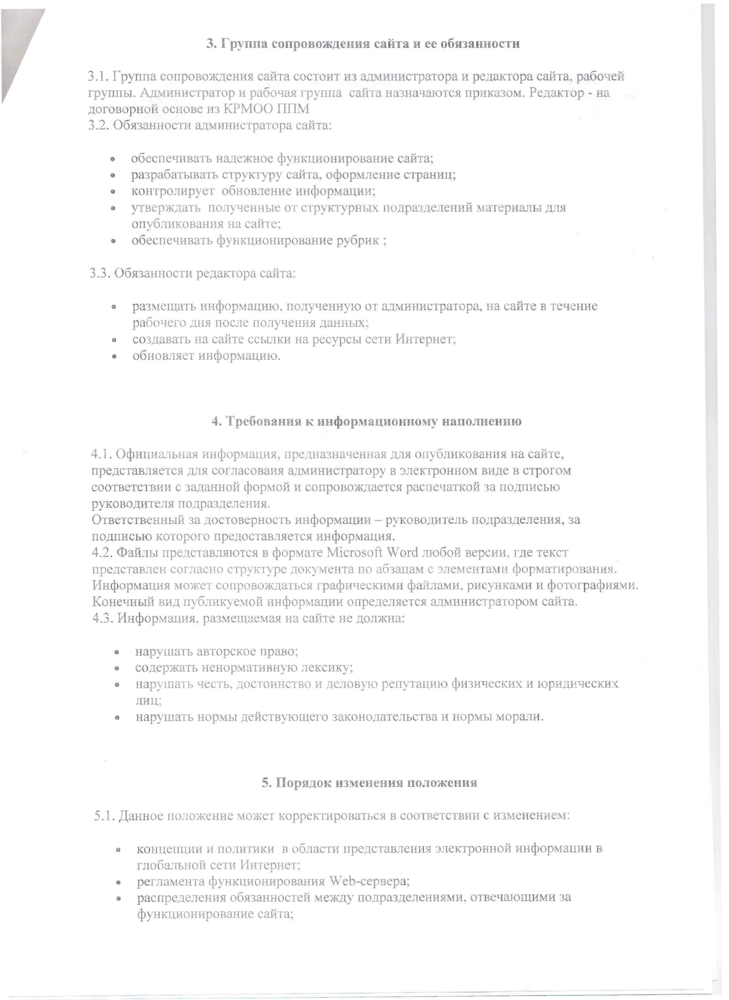 3. Группа сопровождения сайта и ее обязанности
3.1. Группа сопровождения сайта состоит из администратора и редактора сайта, рабочей
группы. Администратор и рабочая группа  сайта назначаются приказом. Редактор - на
договорной основе из КРМОО ППМ
3.2. Обязанности администратора сайта:
• обеспечивать надежное функционирование сайта;
• разрабатывать структуру сайта, оформление страниц;
• контролирует  обновление информации;
• утверждать  полученные от структурных подразделений материалы для
опубликования на сайте;
• обеспечивать функционирование рубрик ;
3.3. Обязанности редактора сайта:
• размещать информацию, полученную от администратора, на сайте в течение
рабочего дня после получения данных;
• создавать на сайте ссылки на ресурсы сети Интернет;
• обновляет информацию.
4. Требования к информационному наполнению
4.1. Официальная информация, предназначенная для опубликования на сайте,
представляется для согласоваия администратору в электронном виде в строгом
соответствии с заданной формой и сопровождается распечаткой за подписью
руководителя подразделения.
Ответственный за достоверность информации – руководитель подразделения, за
подписью которого предоставляется информация.
4.2. Файлы представляются в формате Microsoft Word любой версии, где текст
представлен согласно структуре документа по абзацам с элементами форматирования.
Информация может сопровождаться графическими файлами, рисунками и фотографиями.
Конечный вид публикуемой информации определяется администратором сайта.
4.3. Информация, размещаемая на сайте не должна:
• нарушать авторское право;
• содержать ненормативную лексику;
• нарушать честь, достоинство и деловую репутацию физических и юридических
лиц;
• нарушать нормы действующего законодательства и нормы морали.
5. Порядок изменения положения
5.1. Данное положение может корректироваться в соответствии с изменением:
• концепции и политики  в области представления электронной информации в
глобальной сети Интернет;
• регламента функционирования Web-сервера;
• распределения обязанностей между подразделениями, отвечающими за
функционирование сайта;